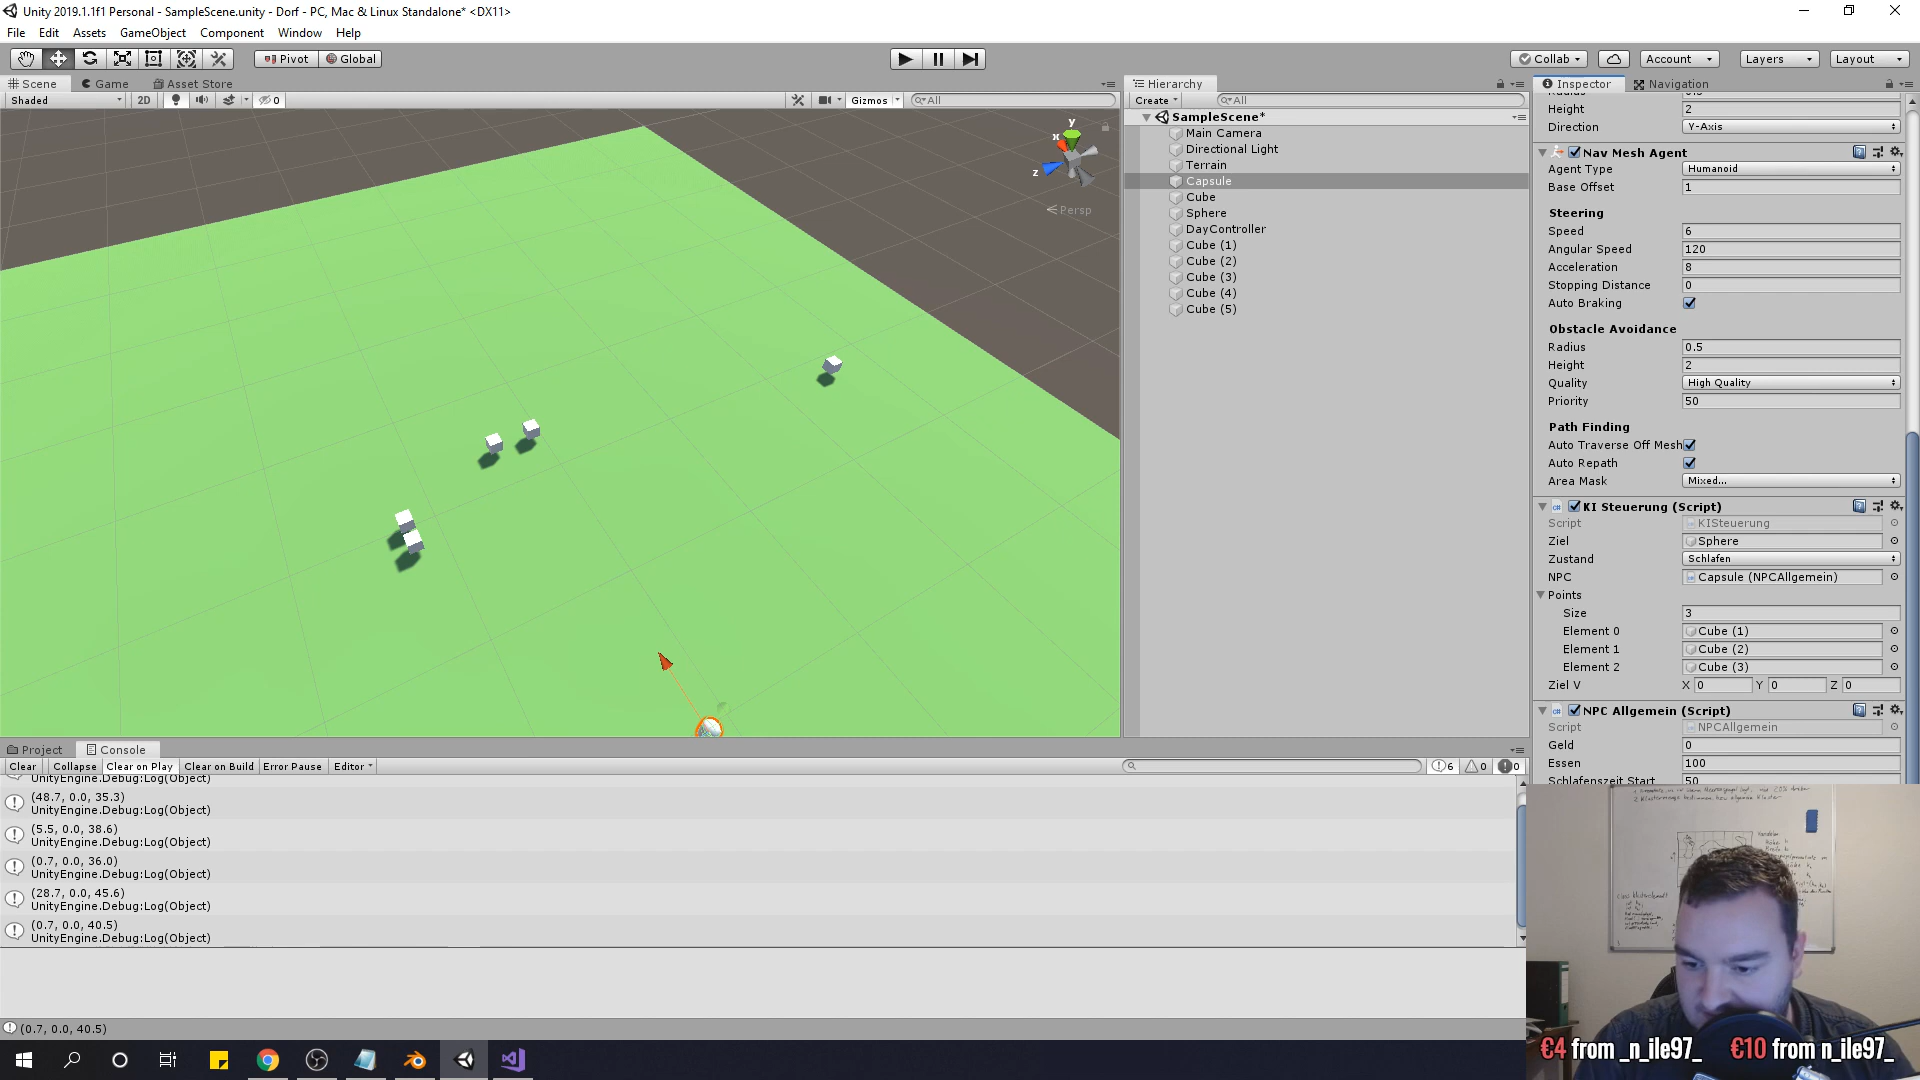 Unity 2019.1.1f1 Personal - SampleScene.unity - Dorf - PC, Mac & Linux Standalone* <DX11>
File Edit Assets GameObject Component Window Help
Pivot Global Collab Account Layers Layout
Scene Game Asset Store
Shaded 2D 0 Gizmos All
y
x
z
Persp
Hierarchy
Create All
SampleScene*
Main Camera
Directional Light
Terrain
Capsule
Cube
Sphere
DayController
Cube (1)
Cube (2)
Cube (3)
Cube (4)
Cube (5)
Inspector Navigation
Height 2
Direction Y-Axis
Nav Mesh Agent
Agent Type Humanoid
Base Offset 1
Steering
Speed 6
Angular Speed 120
Acceleration 8
Stopping Distance 0
Auto Braking
Obstacle Avoidance
Radius 0.5
Height 2
Quality High Quality
Priority 50
Path Finding
Auto Traverse Off Mesh
Auto Repath
Area Mask Mixed...
KI Steuerung (Script)
Script KISteuerung
Ziel Sphere
Zustand Schlafen
NPC Capsule (NPCAllgemein)
Points
Size 3
Element 0 Cube (1)
Element 1 Cube (2)
Element 2 Cube (3)
Ziel V X 0 Y 0 Z 0
NPC Allgemein (Script)
Script NPCAllgemein
Geld 0
Essen 100
Schlafenszeit Start 50
Project Console
Clear Collapse Clear on Play Clear on Build Error Pause Editor 6 0 0
UnityEngine.Debug:Log(Object)
(48.7, 0.0, 35.3)
UnityEngine.Debug:Log(Object)
(5.5, 0.0, 38.6)
UnityEngine.Debug:Log(Object)
(0.7, 0.0, 36.0)
UnityEngine.Debug:Log(Object)
(28.7, 0.0, 45.6)
UnityEngine.Debug:Log(Object)
(0.7, 0.0, 40.5)
UnityEngine.Debug:Log(Object)
(0.7, 0.0, 40.5)
€4 from _n_ile97_ €10 from n_ile97_